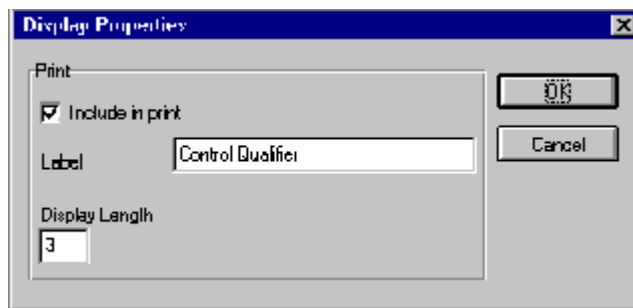 Display Properties
Print
Include in print
OK
Label
Control Qualifier
Cancel
Display Length
3